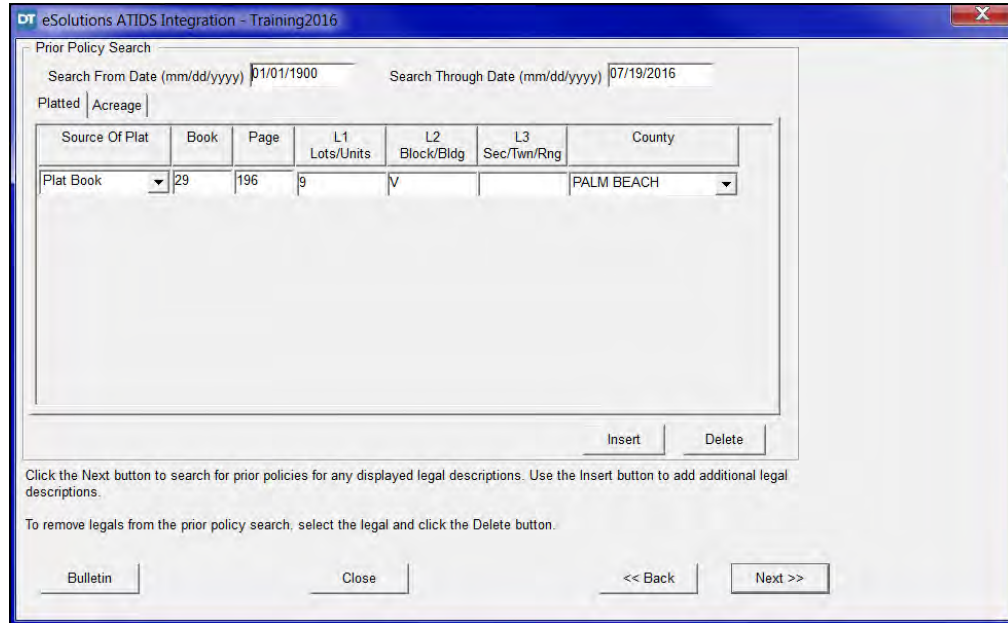 DT eSolutions ATIDS Integration - Training2016
X
Prior Policy Search
Search From Date (mm/dd/yyyy) 01/01/1900 Search Through Date (mm/dd/yyyy) 07/19/2016
Platted Acreage
Source Of Plat Book Page L1 Lots/Units L2 Block/Bldg L3 Sec/Twn/Rng County
Plat Book 29 196 9 V PALM BEACH
Insert Delete
Click the Next button to search for prior policies for any displayed legal descriptions. Use the Insert button to add additional legal
descriptions.
To remove legals from the prior policy search, select the legal and click the Delete button.
Bulletin Close << Back Next >>